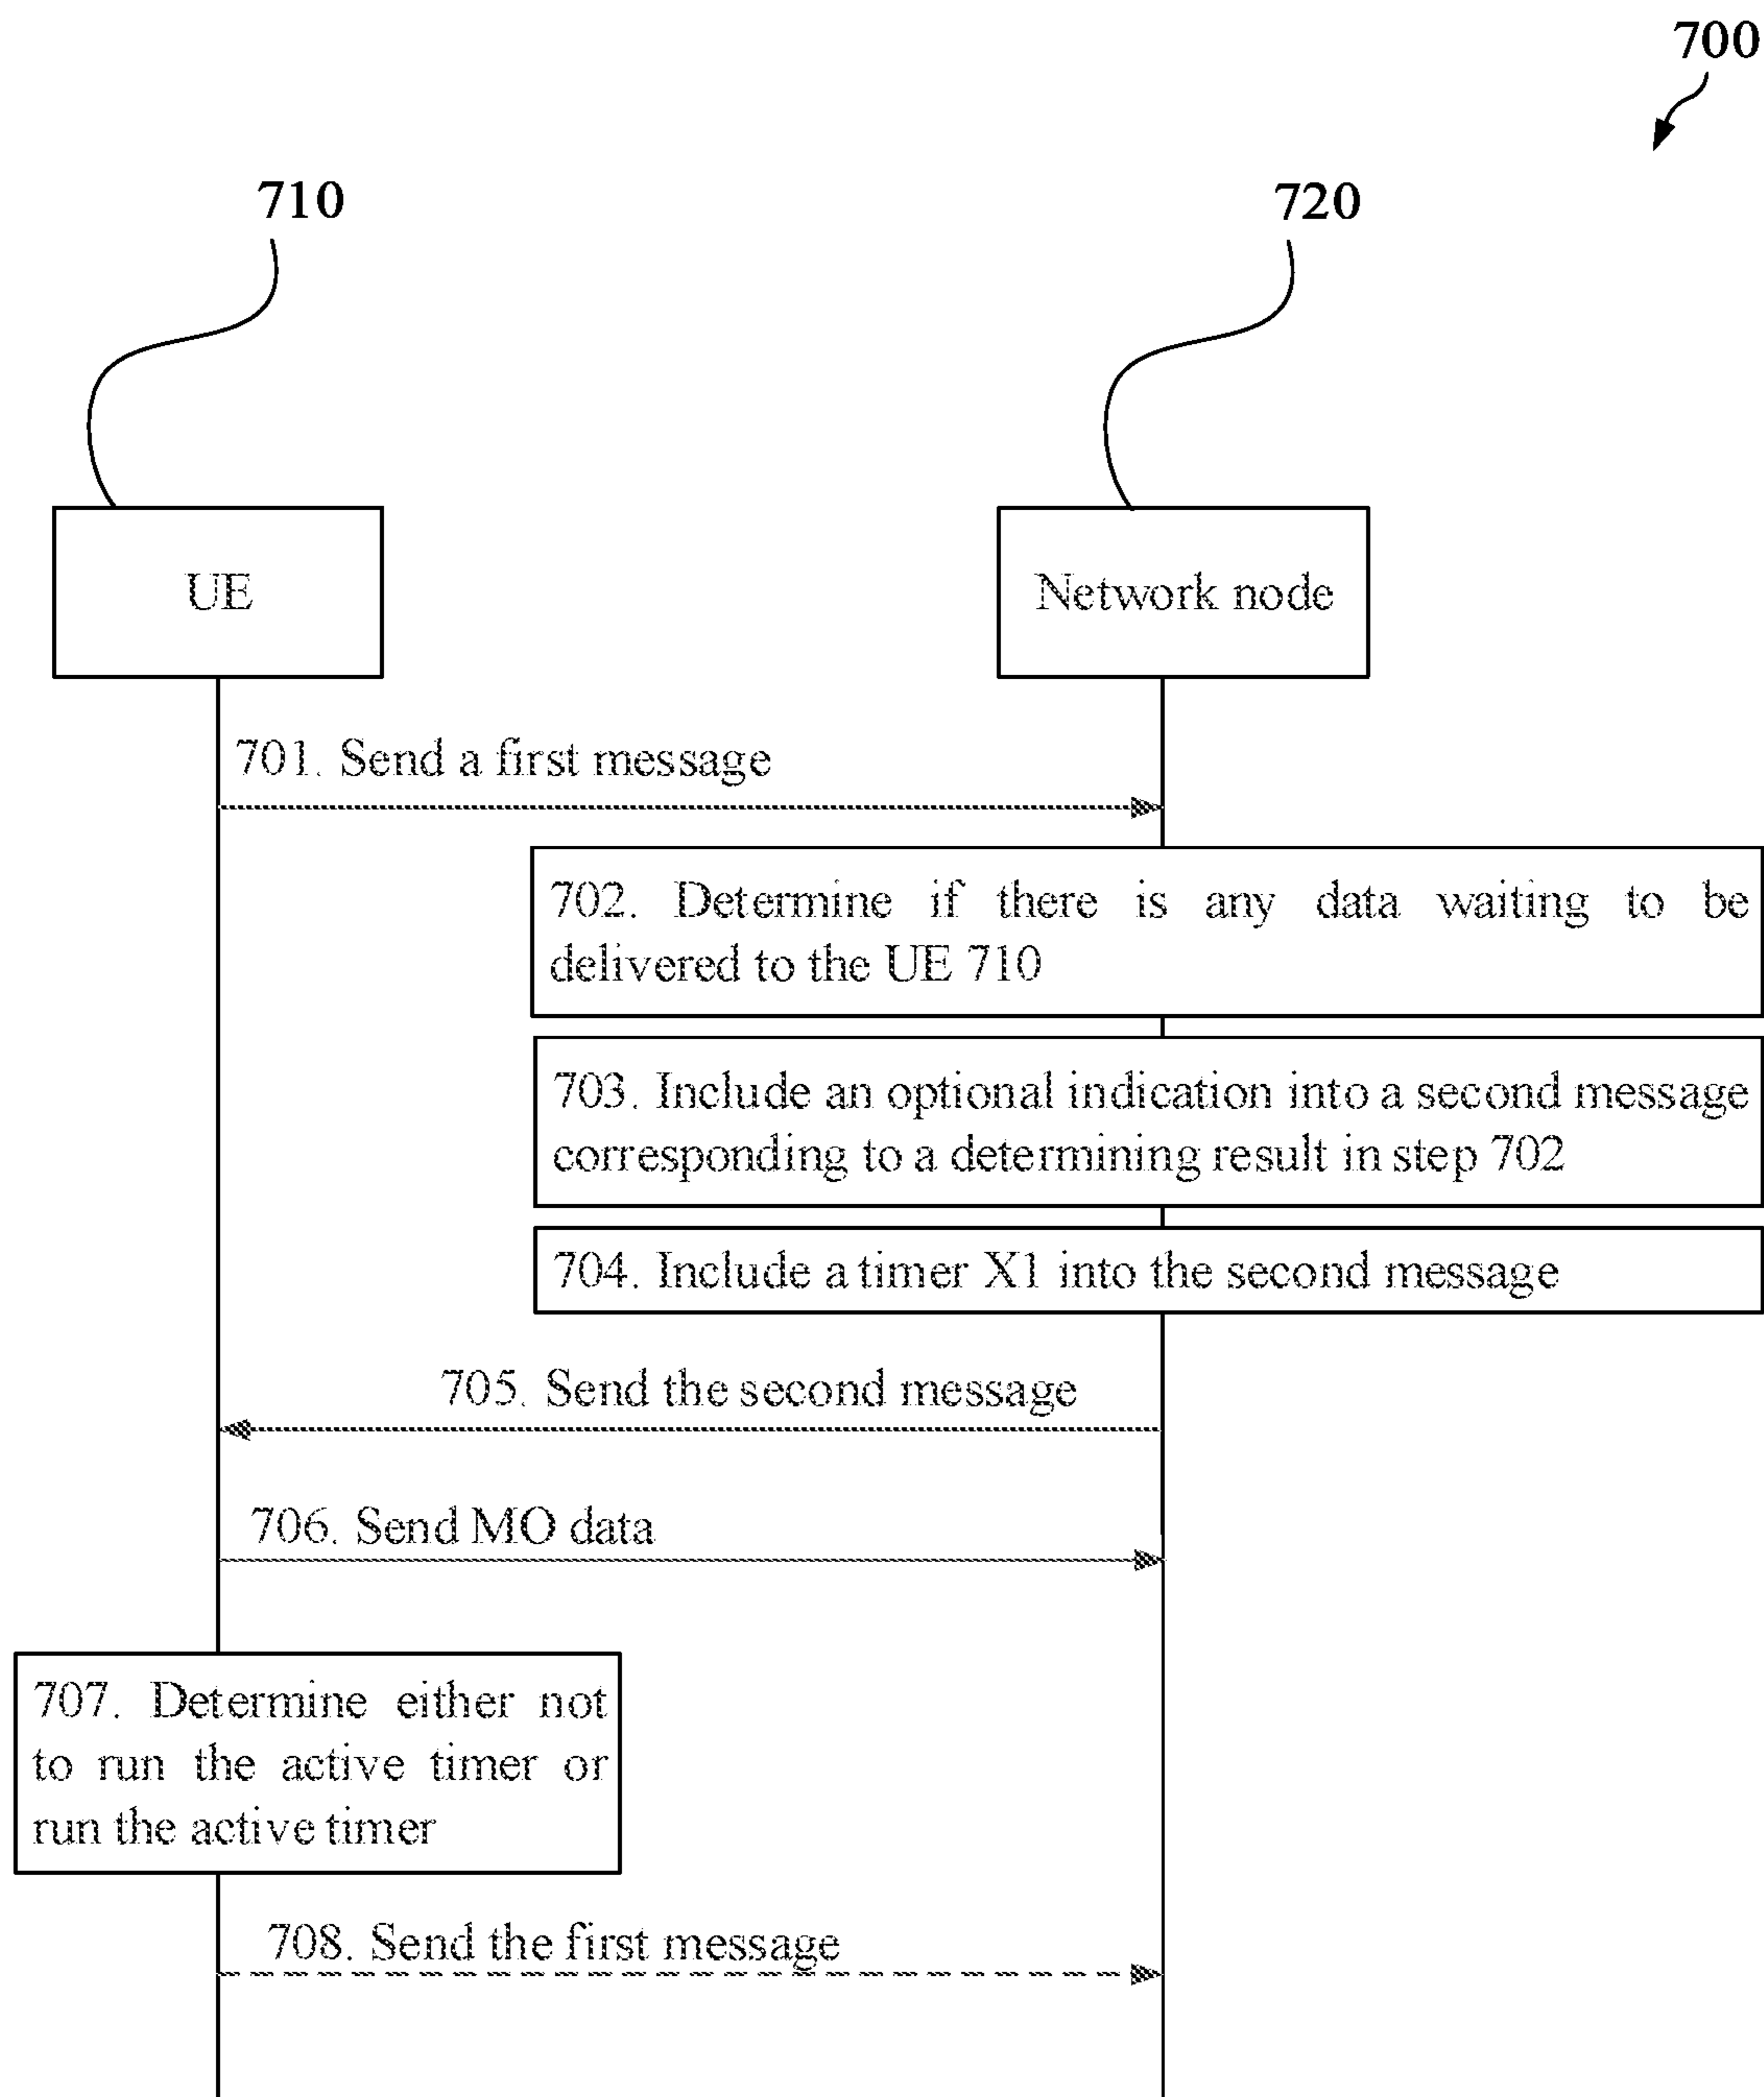 700
710
720
UE
Network node
701. Send a first message
702. Determine if there is any data waiting to be
delivered to the UE 710
703. Include an optional indication into a second message
corresponding to a determining result in step 702
704. Include a timer X1 into the second message
705. Send the second message
706. Send MO data
707. Determine either not
to run the active timer or
run the active timer
708. Send the first message